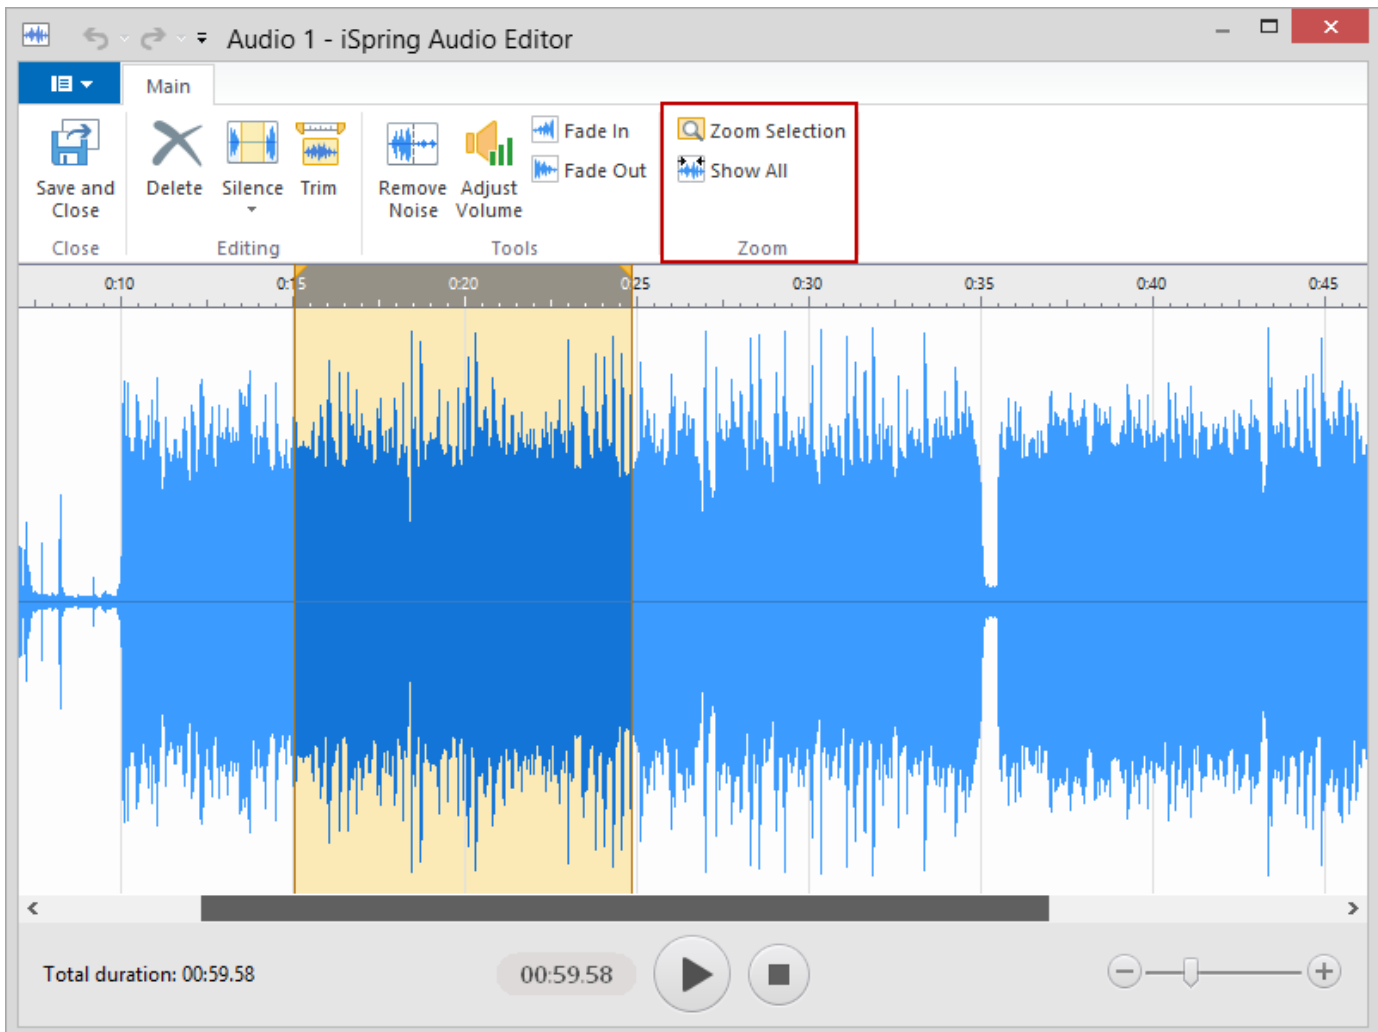 Audio 1 - iSpring Audio Editor
Main
Save and Close
Delete
Silence
Trim
Remove Noise
Adjust Volume
Fade In
Fade Out
Zoom Selection
Show All
Close
Editing
Tools
Zoom
0:10 0:15 0:20 0:25 0:30 0:35 0:40 0:45
Total duration: 00:59.58
00:59.58